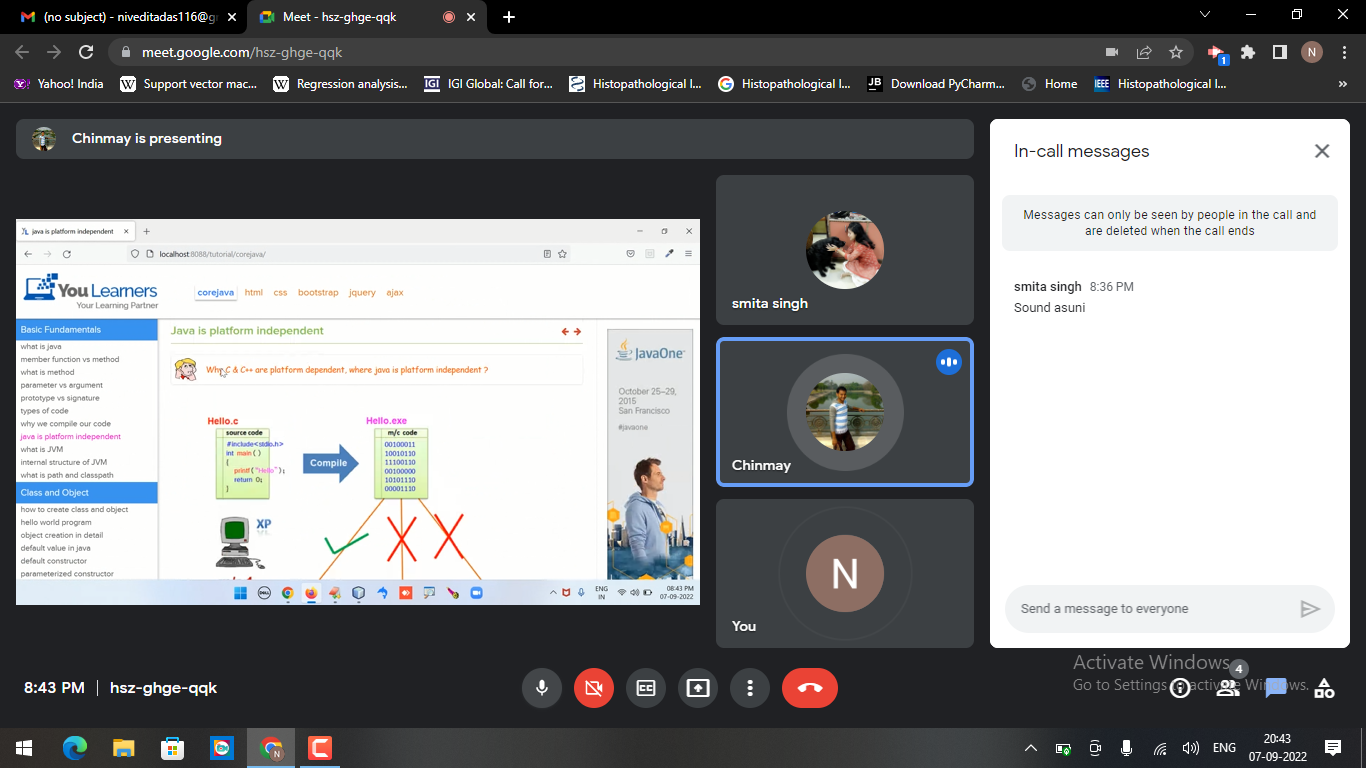 (no subject) - niveditadas116@g
Meet - hsz-ghge-qqk
meet.google.com/hsz-ghge-qqk
1
N
Yahoo! India
Support vector mac...
Regression analysis...
IGI Global: Call for...
Histopathological I...
Histopathological I...
Download PyCharm...
Home
Histopathological I...
Chinmay is presenting
java is platform independent
localhost:8088/tutorial/corejava/
You Learners
Your Learning Partner
corejava html css bootstrap jquery ajax
Basic Fundamentals
what is java
member function vs method
what is method
parameter vs argument
prototype vs signature
types of code
why we compile our code
java is platform independent
what is JVM
internal structure of JVM
what is path and classpath
Class and Object
how to create class and object
hello world program
object creation in detail
default value in java
default constructor
parameterized constructor
Java is platform independent
Why C & C++ are platform dependent, where java is platform independent ?
Hello.c
source code
#include<stdio.h>
int main()
{
printf("Hello");
return 0;
}
Compile
Hello.exe
m/c code
00100011
10010110
11100110
00100000
10101110
00001110
XP
JavaOne
October 25–29,
2015
San Francisco
#javaone
DELL
ENG
IN
08:43 PM
07-09-2022
smita singh
Chinmay
N
You
In-call messages
Messages can only be seen by people in the call and
are deleted when the call ends
smita singh 8:36 PM
Sound asuni
Send a message to everyone
8:43 PM | hsz-ghge-qqk
4
Activate Windows
Go to Settings to activate Windows.
N
ENG
20:43
07-09-2022